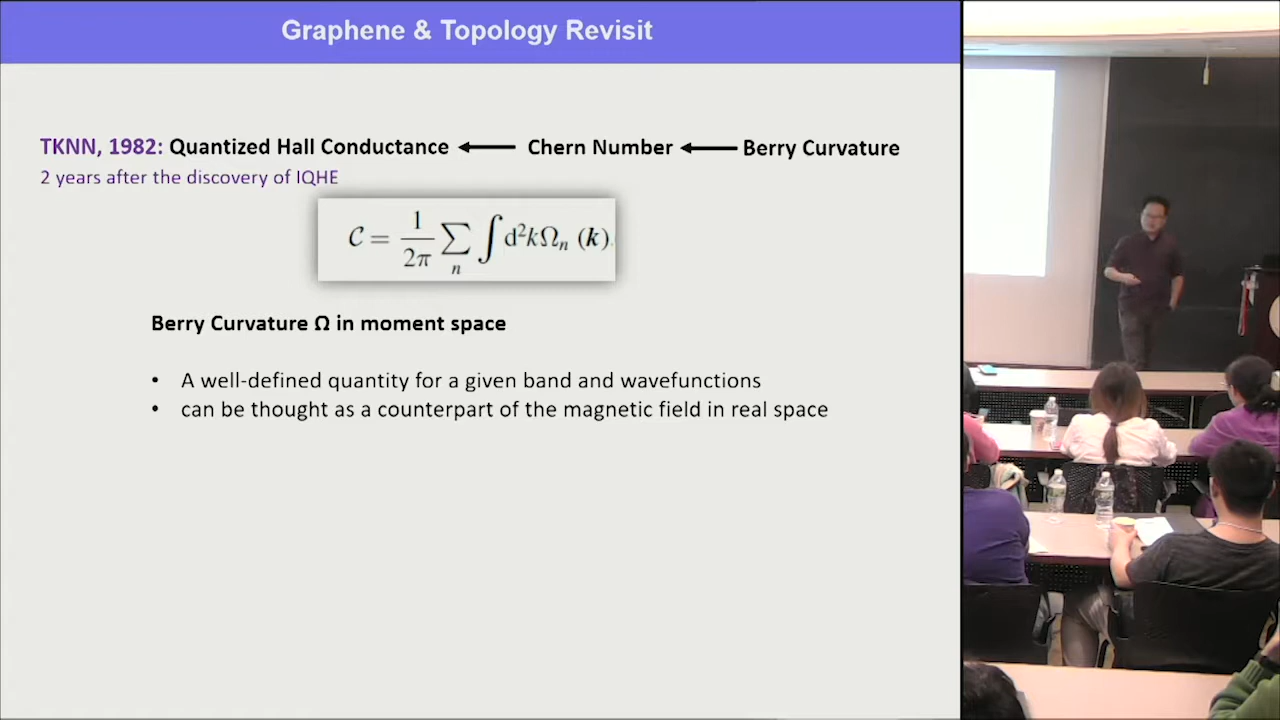 Graphene & Topology Revisit
TKNN, 1982: Quantized Hall Conductance ⟵ Chern Number ⟵ Berry Curvature
2 years after the discovery of IQHE
𝒞 = 1/2π ∑n ∫ d²kΩn (k).
Berry Curvature Ω in moment space
• A well-defined quantity for a given band and wavefunctions
• can be thought as a counterpart of the magnetic field in real space